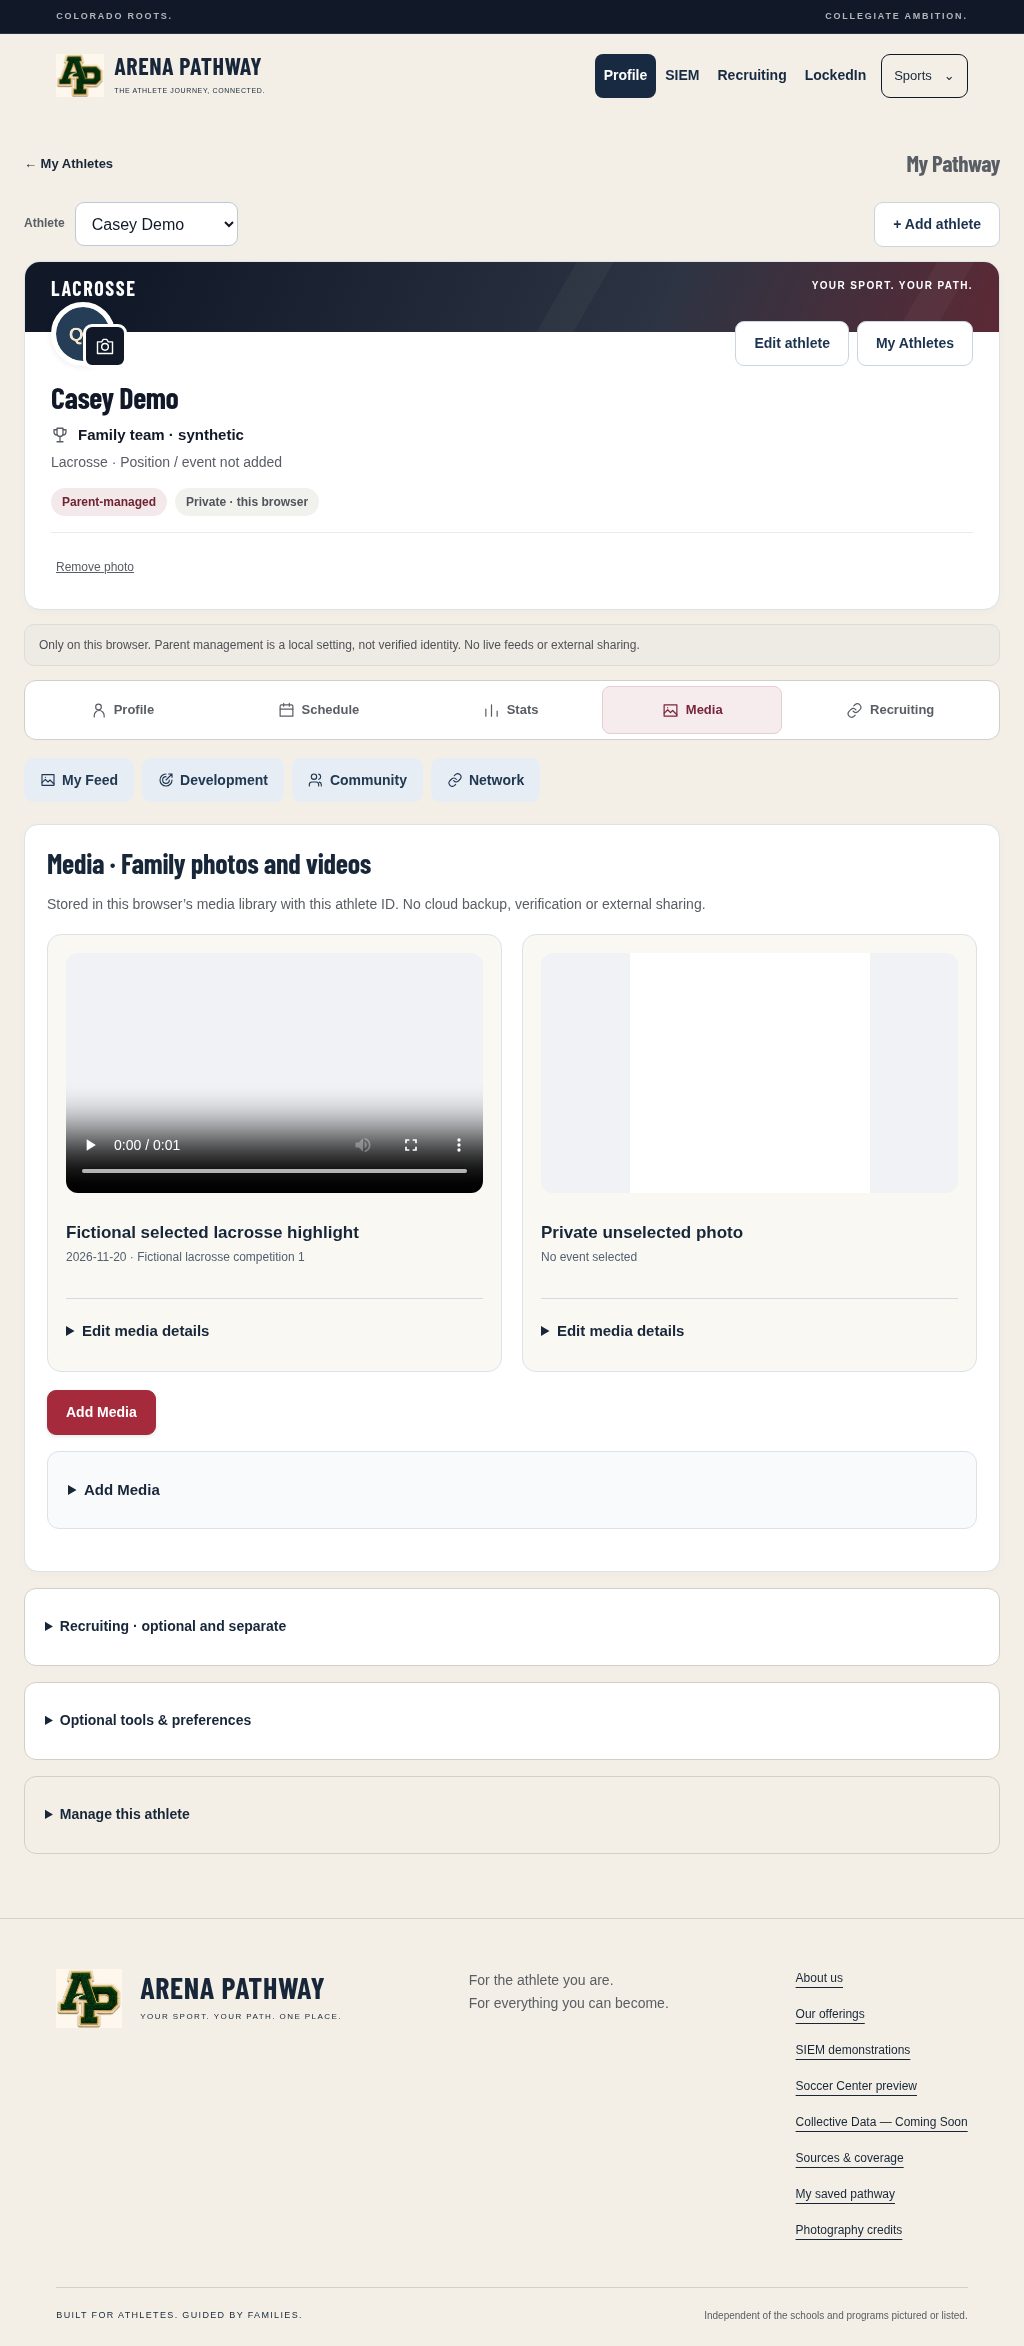 COLORADO ROOTS.
COLLEGIATE AMBITION.
ARENA PATHWAY
THE ATHLETE JOURNEY, CONNECTED.
Profile
SIEM
Recruiting
LockedIn
Sports
← My Athletes
My Pathway
Athlete
Casey Demo
+ Add athlete
LACROSSE
YOUR SPORT. YOUR PATH.
Edit athlete
My Athletes
Casey Demo
Family team · synthetic
Lacrosse · Position / event not added
Parent-managed
Private · this browser
Remove photo
Only on this browser. Parent management is a local setting, not verified identity. No live feeds or external sharing.
Profile
Schedule
Stats
Media
Recruiting
My Feed
Development
Community
Network
Media · Family photos and videos
Stored in this browser’s media library with this athlete ID. No cloud backup, verification or external sharing.
0:00 / 0:01
Fictional selected lacrosse highlight
2026-11-20 · Fictional lacrosse competition 1
Edit media details
Private unselected photo
No event selected
Edit media details
Add Media
Add Media
Recruiting · optional and separate
Optional tools & preferences
Manage this athlete
AP
ARENA PATHWAY
YOUR SPORT. YOUR PATH. ONE PLACE.
For the athlete you are.
For everything you can become.
About us
Our offerings
SIEM demonstrations
Soccer Center preview
Collective Data — Coming Soon
Sources & coverage
My saved pathway
Photography credits
BUILT FOR ATHLETES. GUIDED BY FAMILIES.
Independent of the schools and programs pictured or listed.